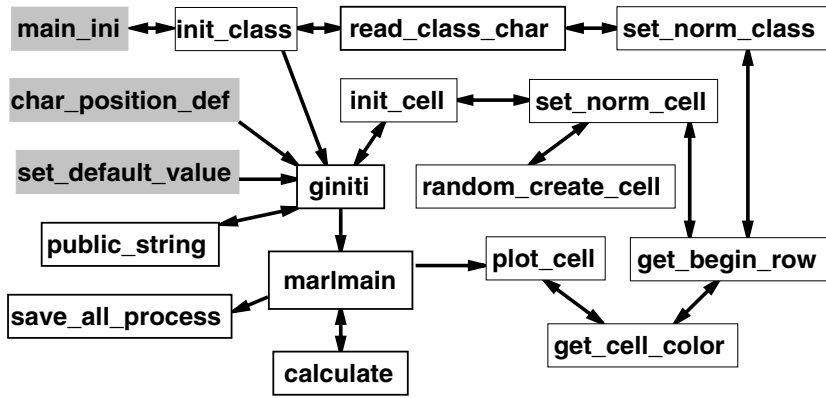 main_ini
init_class
read_class_char
set_norm_class
char_position_def
init_cell
set_norm_cell
set_default_value
giniti
random_create_cell
public_string
marlmain
plot_cell
get_begin_row
save_all_process
get_cell_color
calculate